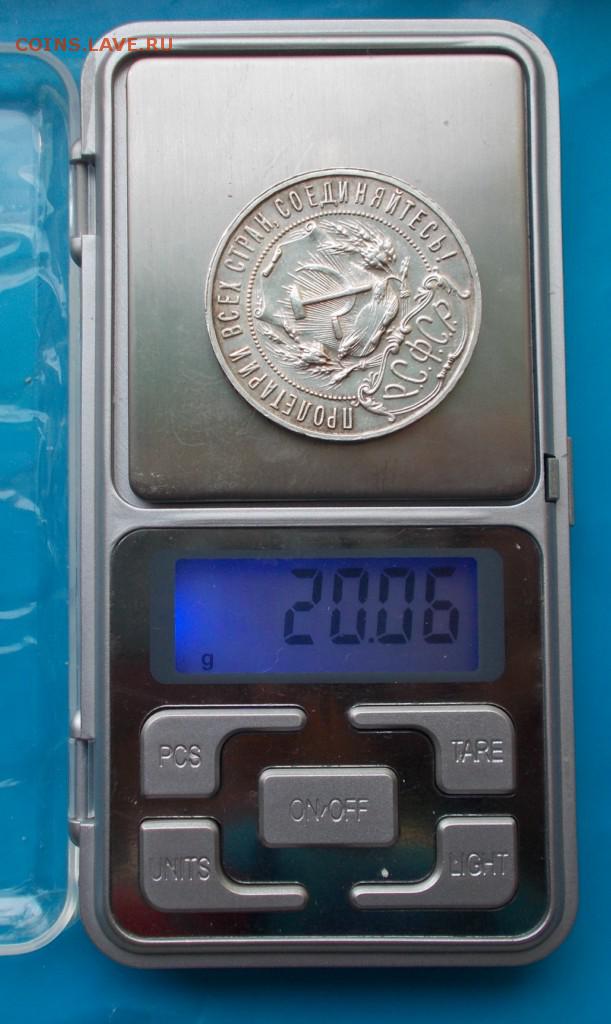 COINS.LAVE.RU
ПРОЛЕТАРИИ ВСЕХ СТРАН, СОЕДИНЯЙТЕСЬ!
Р.С.Ф.С.Р.
20.06
g
PCS
TARE
ON/OFF
UNITS
LIGHT